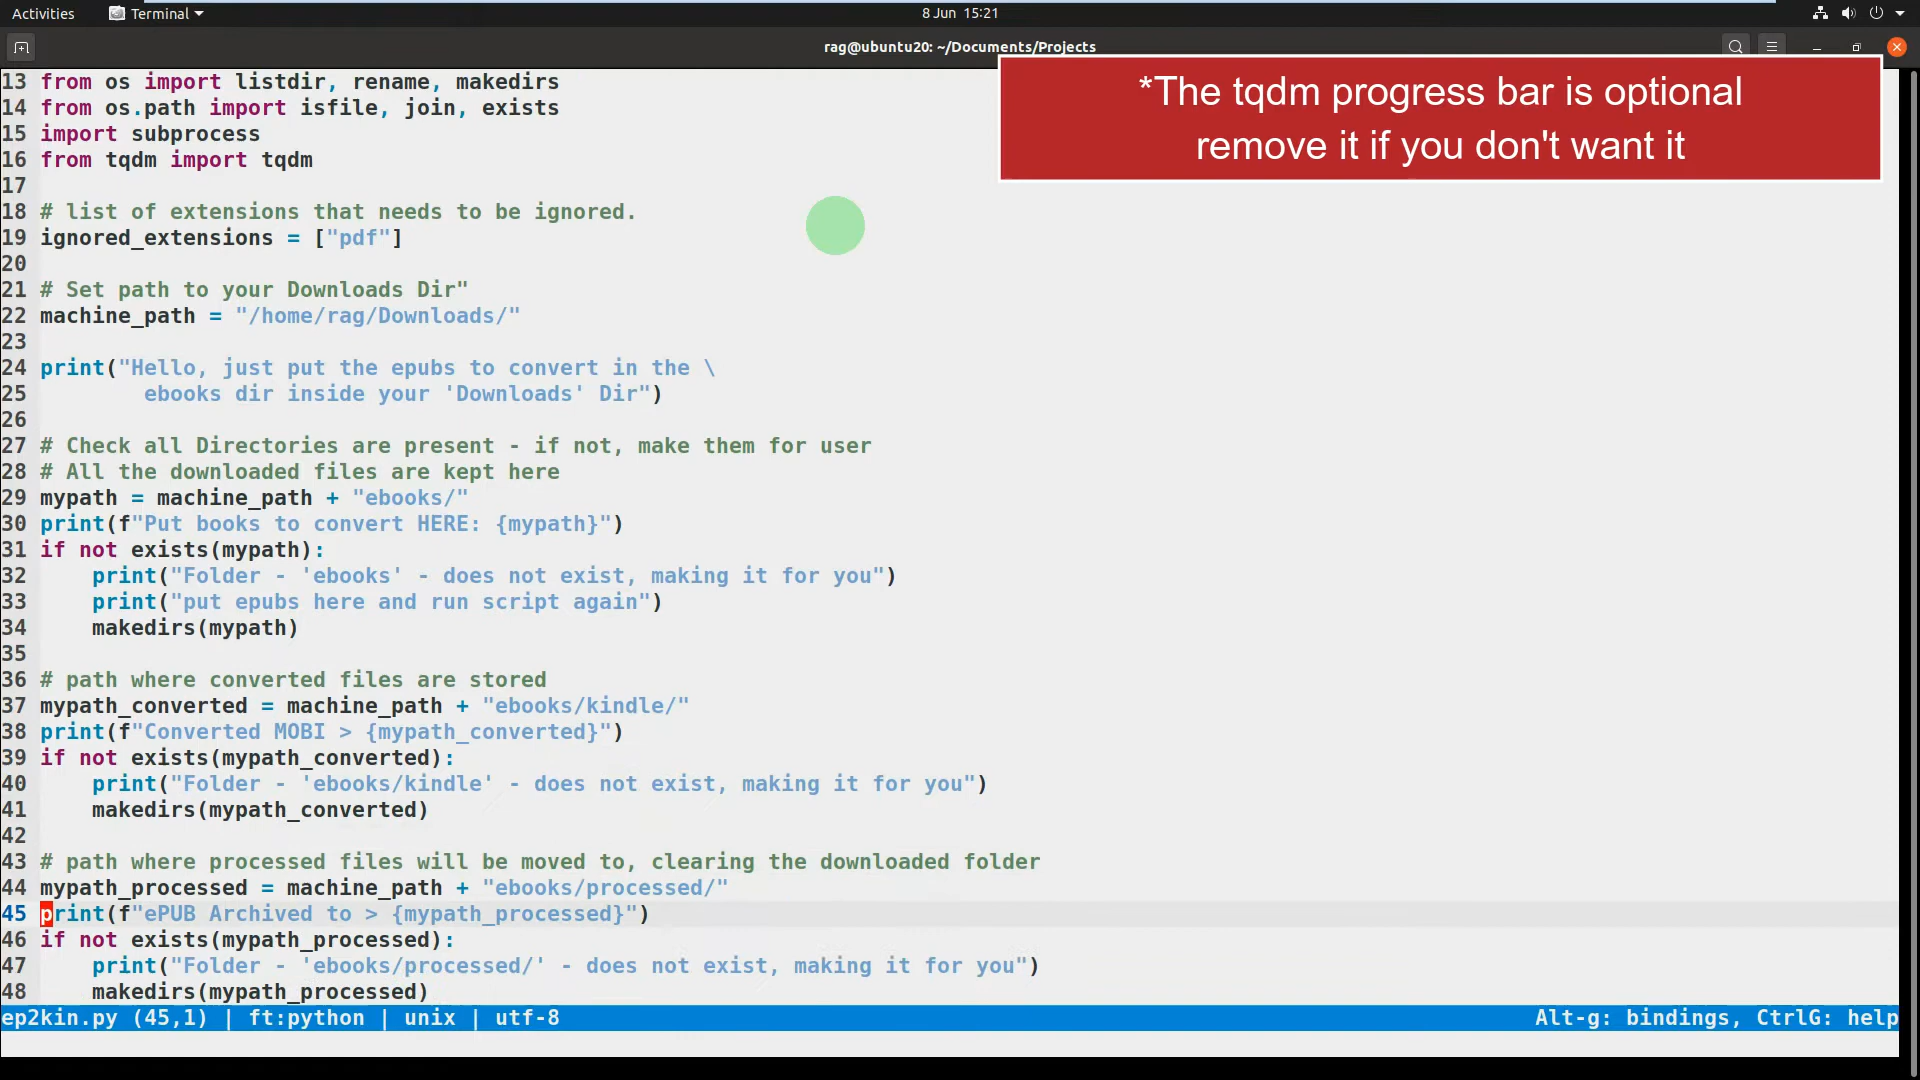 Activities
Terminal
8 Jun 15:21
rag@ubuntu20: ~/Documents/Projects
*The tqdm progress bar is optional
remove it if you don't want it
13 from os import listdir, rename, makedirs
14 from os.path import isfile, join, exists
15 import subprocess
16 from tqdm import tqdm
17
18 # list of extensions that needs to be ignored.
19 ignored_extensions = ["pdf"]
20
21 # Set path to your Downloads Dir"
22 machine_path = "/home/rag/Downloads/"
23
24 print("Hello, just put the epubs to convert in the \
25         ebooks dir inside your 'Downloads' Dir")
26
27 # Check all Directories are present - if not, make them for user
28 # All the downloaded files are kept here
29 mypath = machine_path + "ebooks/"
30 print(f"Put books to convert HERE: {mypath}")
31 if not exists(mypath):
32     print("Folder - 'ebooks' - does not exist, making it for you")
33     print("put epubs here and run script again")
34     makedirs(mypath)
35
36 # path where converted files are stored
37 mypath_converted = machine_path + "ebooks/kindle/"
38 print(f"Converted MOBI > {mypath_converted}")
39 if not exists(mypath_converted):
40     print("Folder - 'ebooks/kindle' - does not exist, making it for you")
41     makedirs(mypath_converted)
42
43 # path where processed files will be moved to, clearing the downloaded folder
44 mypath_processed = machine_path + "ebooks/processed/"
45 print(f"ePUB Archived to > {mypath_processed}")
46 if not exists(mypath_processed):
47     print("Folder - 'ebooks/processed/' - does not exist, making it for you")
48     makedirs(mypath_processed)
ep2kin.py (45,1) | ft:python | unix | utf-8
Alt-g: bindings, CtrlG: help